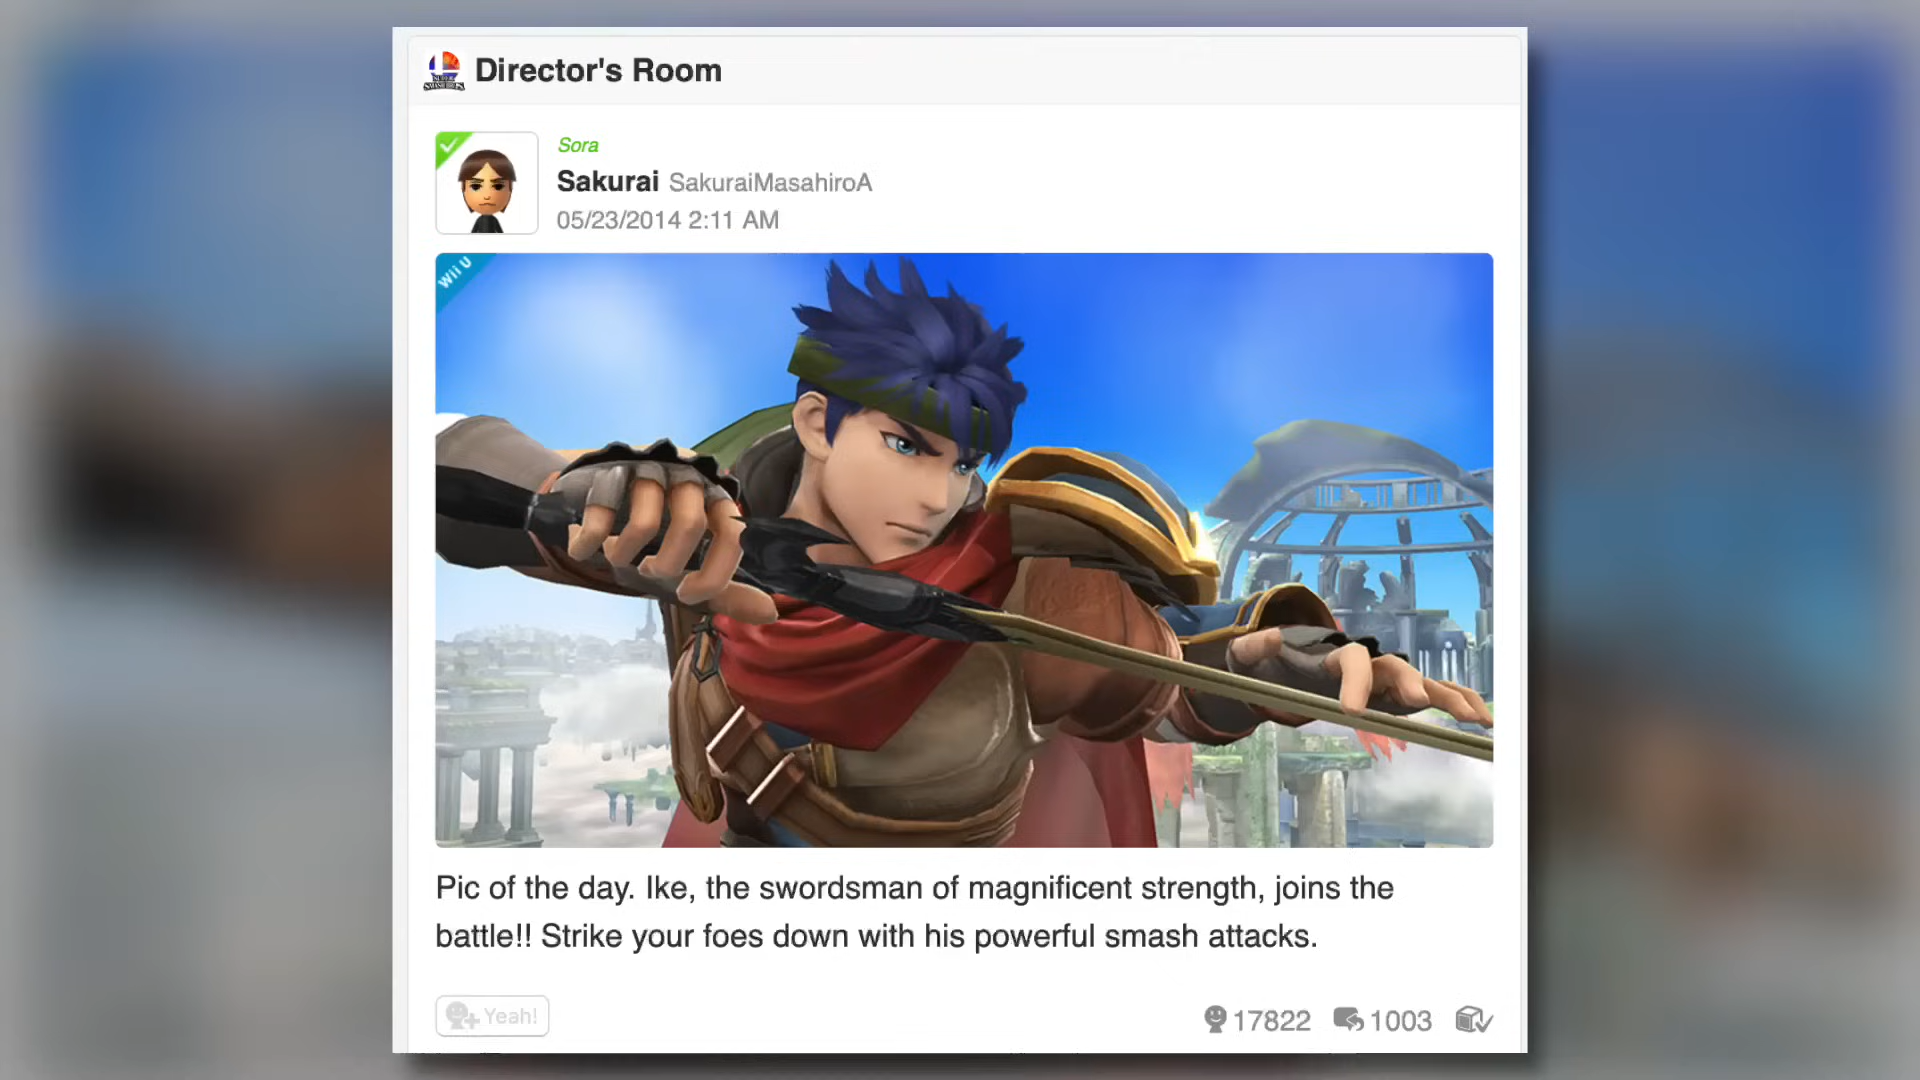 Director's Room
Sora
Sakurai SakuraiMasahiroA
05/23/2014 2:11 AM
Wii U
Pic of the day. Ike, the swordsman of magnificent strength, joins the
battle!! Strike your foes down with his powerful smash attacks.
Yeah!
17822 1003